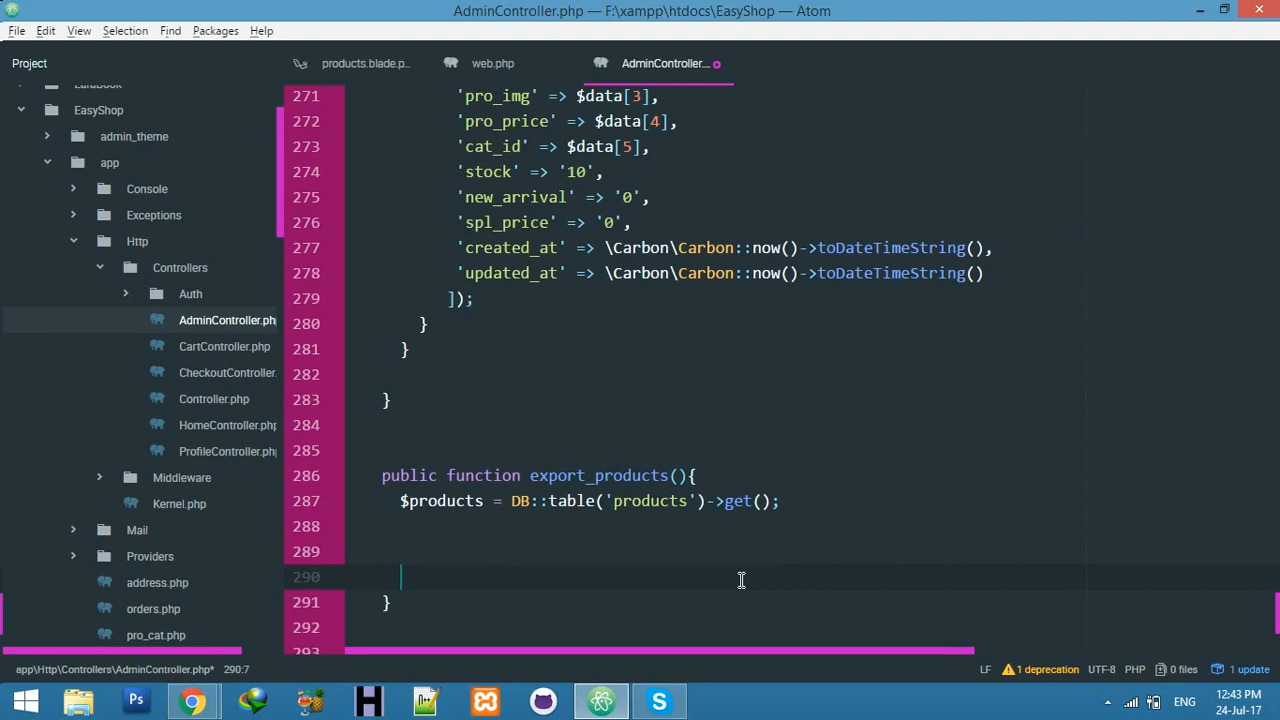 AdminController.php — F:\xampp\htdocs\EasyShop — Atom
File Edit View Selection Find Packages Help
Project
products.blade.p...
web.php
AdminController....
LaraBook
EasyShop
admin_theme
app
Console
Exceptions
Http
Controllers
Auth
AdminController.ph
CartController.php
CheckoutController.
Controller.php
HomeController.php
ProfileController.ph
Middleware
Kernel.php
Mail
Providers
address.php
orders.php
pro_cat.php
271 'pro_img' => $data[3],
272 'pro_price' => $data[4],
273 'cat_id' => $data[5],
274 'stock' => '10',
275 'new_arrival' => '0',
276 'spl_price' => '0',
277 'created_at' => \Carbon\Carbon::now()->toDateTimeString(),
278 'updated_at' => \Carbon\Carbon::now()->toDateTimeString()
279 ]);
280 }
281 }
282
283 }
284
285
286 public function export_products(){
287 $products = DB::table('products')->get();
288
289
290
291 }
292
293
app\Http\Controllers\AdminController.php* 290:7
LF 1 deprecation UTF-8 PHP 0 files 1 update
Ps
H
S
ENG
12:43 PM
24-Jul-17